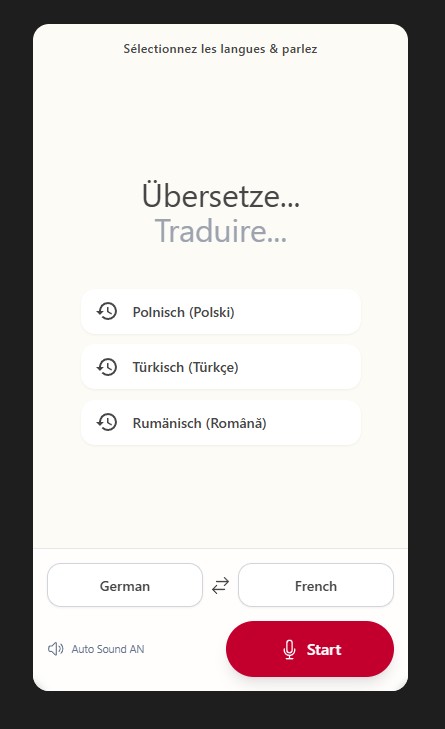 Sélectionnez les langues & parlez
Übersetze...
Traduire...
Polnisch (Polski)
Türkisch (Türkçe)
Rumänisch (Română)
German
French
Auto Sound AN
Start